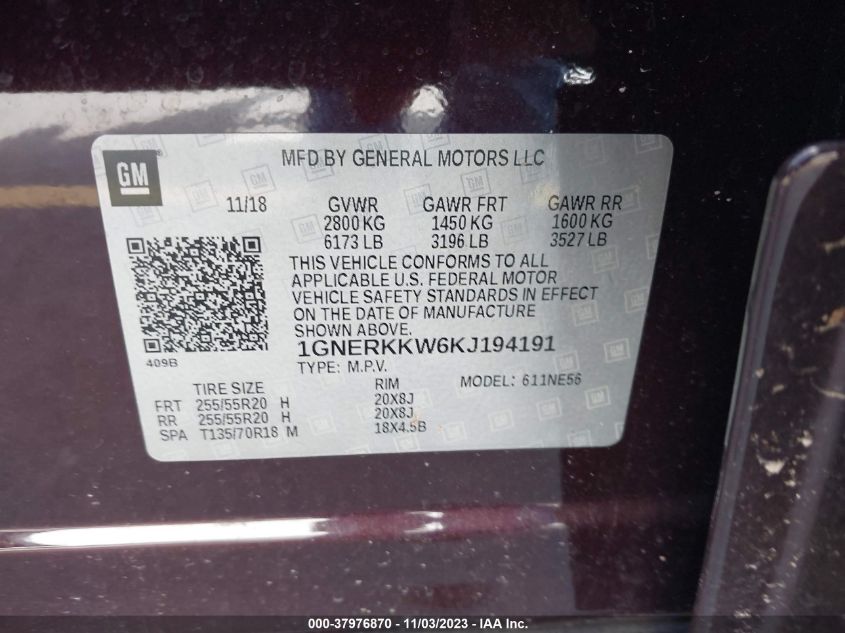 GM
MFD BY GENERAL MOTORS LLC
11/18 GVWR GAWR FRT GAWR RR
2800 KG 1450 KG 1600 KG
6173 LB 3196 LB 3527 LB
THIS VEHICLE CONFORMS TO ALL
APPLICABLE U.S. FEDERAL MOTOR
VEHICLE SAFETY STANDARDS IN EFFECT
ON THE DATE OF MANUFACTURE
SHOWN ABOVE.
409B
1GNERKKW6KJ194191
TYPE: M.P.V. MODEL: 611NE56
TIRE SIZE RIM
FRT 255/55R20 H 20X8J
RR 255/55R20 H 20X8J
SPA T135/70R18 M 18X4.5B
000-37976870 - 11/03/2023 - IAA Inc.